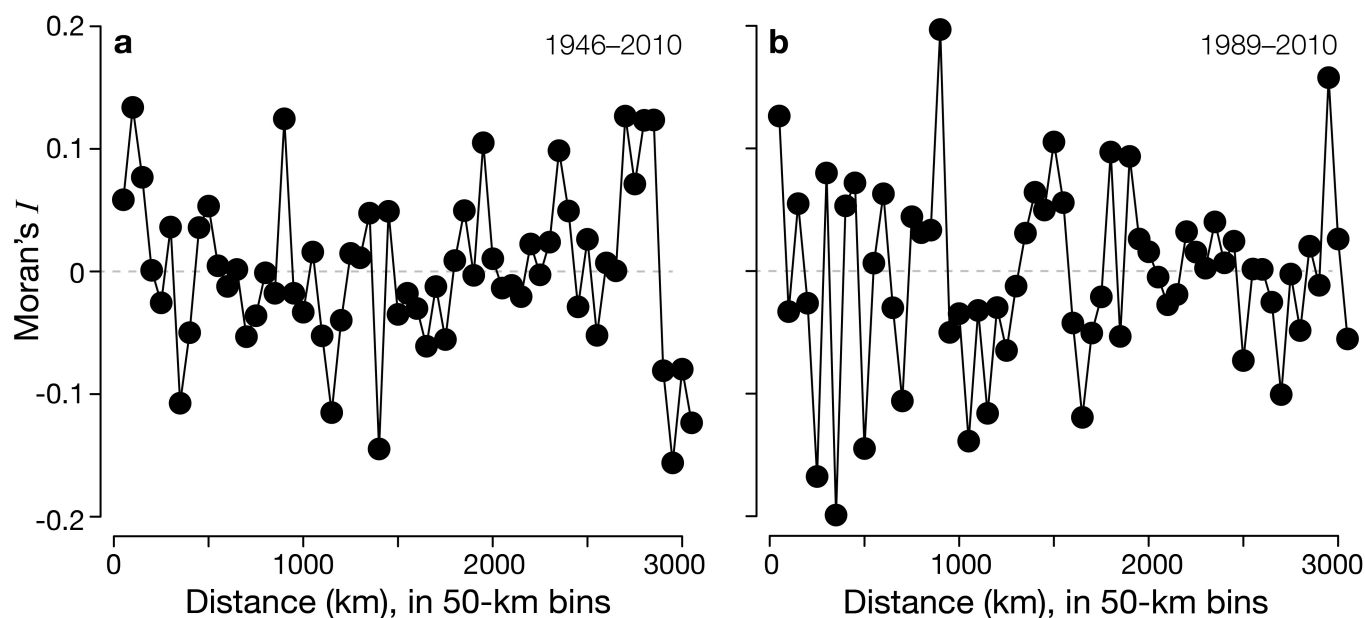 a
1946–2010
b
1989–2010
0.2
0.1
0
-0.1
-0.2
Moran's I
0 1000 2000 3000
Distance (km), in 50-km bins
0 1000 2000 3000
Distance (km), in 50-km bins